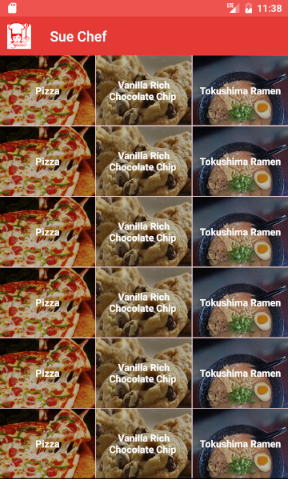 LTE 11:38
Sue Chef
Pizza
Vanilla Rich
Chocolate Chip
Tokushima Ramen
Pizza
Vanilla Rich
Chocolate Chip
Tokushima Ramen
Pizza
Vanilla Rich
Chocolate Chip
Tokushima Ramen
Pizza
Vanilla Rich
Chocolate Chip
Tokushima Ramen
Pizza
Vanilla Rich
Chocolate Chip
Tokushima Ramen
Pizza
Vanilla Rich
Chocolate Chip
Tokushima Ramen